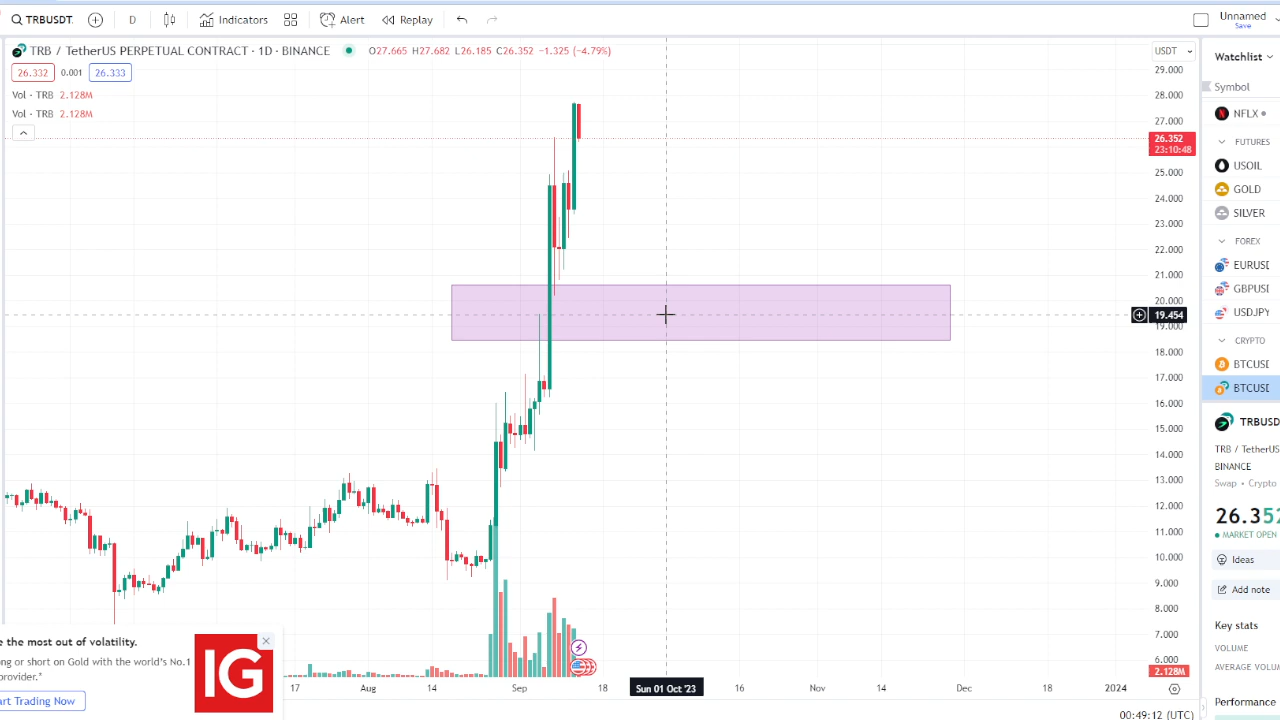 TRBUSDT.
D
Indicators
Alert
Replay
Unnamed
Save
TRB / TetherUS PERPETUAL CONTRACT · 1D · BINANCE
O27.665 H27.682 L26.185 C26.352 −1.325 (−4.79%)
26.332
0.001
26.333
Vol · TRB 2.128M
Vol · TRB 2.128M
USDT
29.000
28.000
27.000
26.352
23:10:48
25.000
24.000
23.000
22.000
21.000
20.000
19.454
19.000
18.000
17.000
16.000
15.000
14.000
13.000
12.000
11.000
10.000
9.000
8.000
7.000
6.000
2.128M
17
Aug
14
Sep
18
Sun 01 Oct '23
16
Nov
14
Dec
18
2024
00:49:12 (UTC)
Watchlist
Symbol
NFLX
FUTURES
USOIL
GOLD
SILVER
FOREX
EURUSI
GBPUSI
USDJPY
CRYPTO
BTCUSI
BTCUSI
TRBUSD
TRB / TetherUS
BINANCE
Swap • Crypto
26.352
MARKET OPEN
Ideas
Add note
Key stats
VOLUME
AVERAGE VOLU
Performance
e the most out of volatility.
ng or short on Gold with the world's No.1
provider.*
art Trading Now
IG